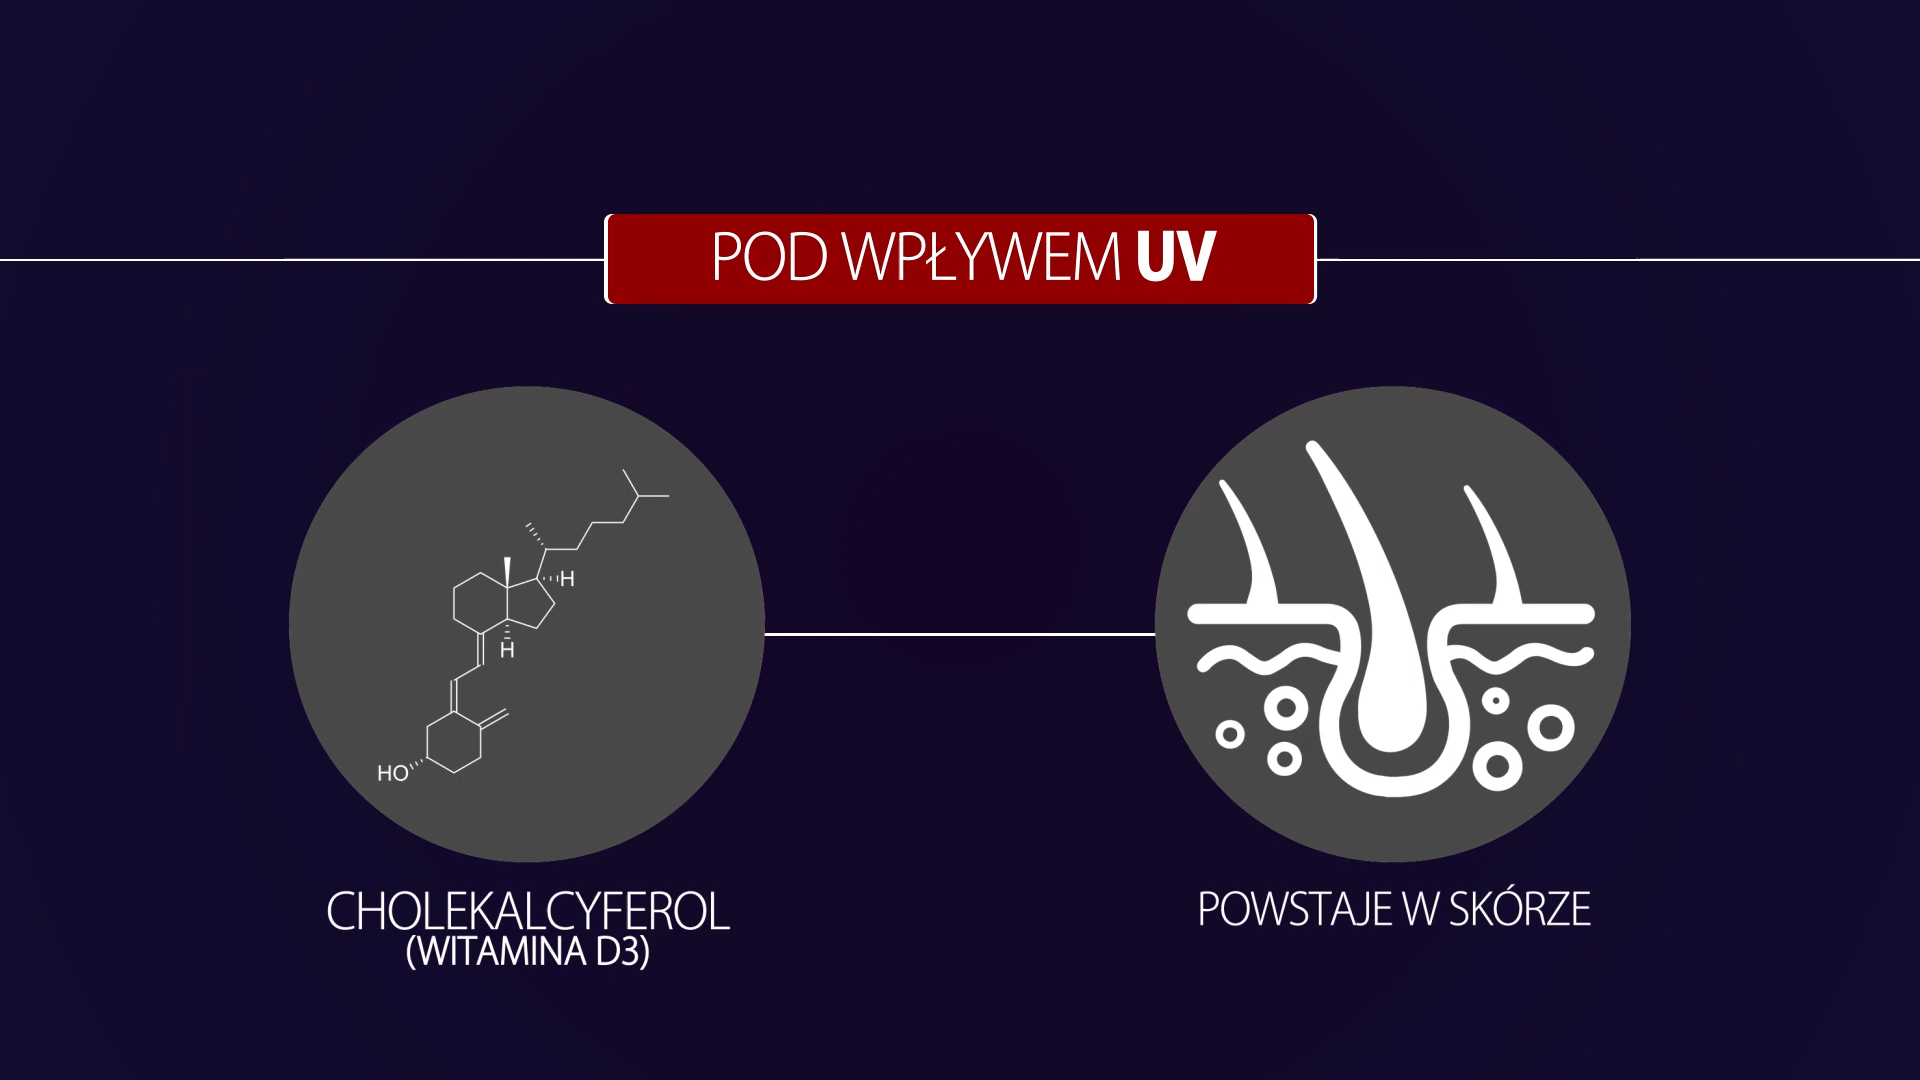 POD WPŁYWEM UV
H
H
HO
CHOLEKALCYFEROL
(WITAMINA D3)
POWSTAJE W SKÓRZE